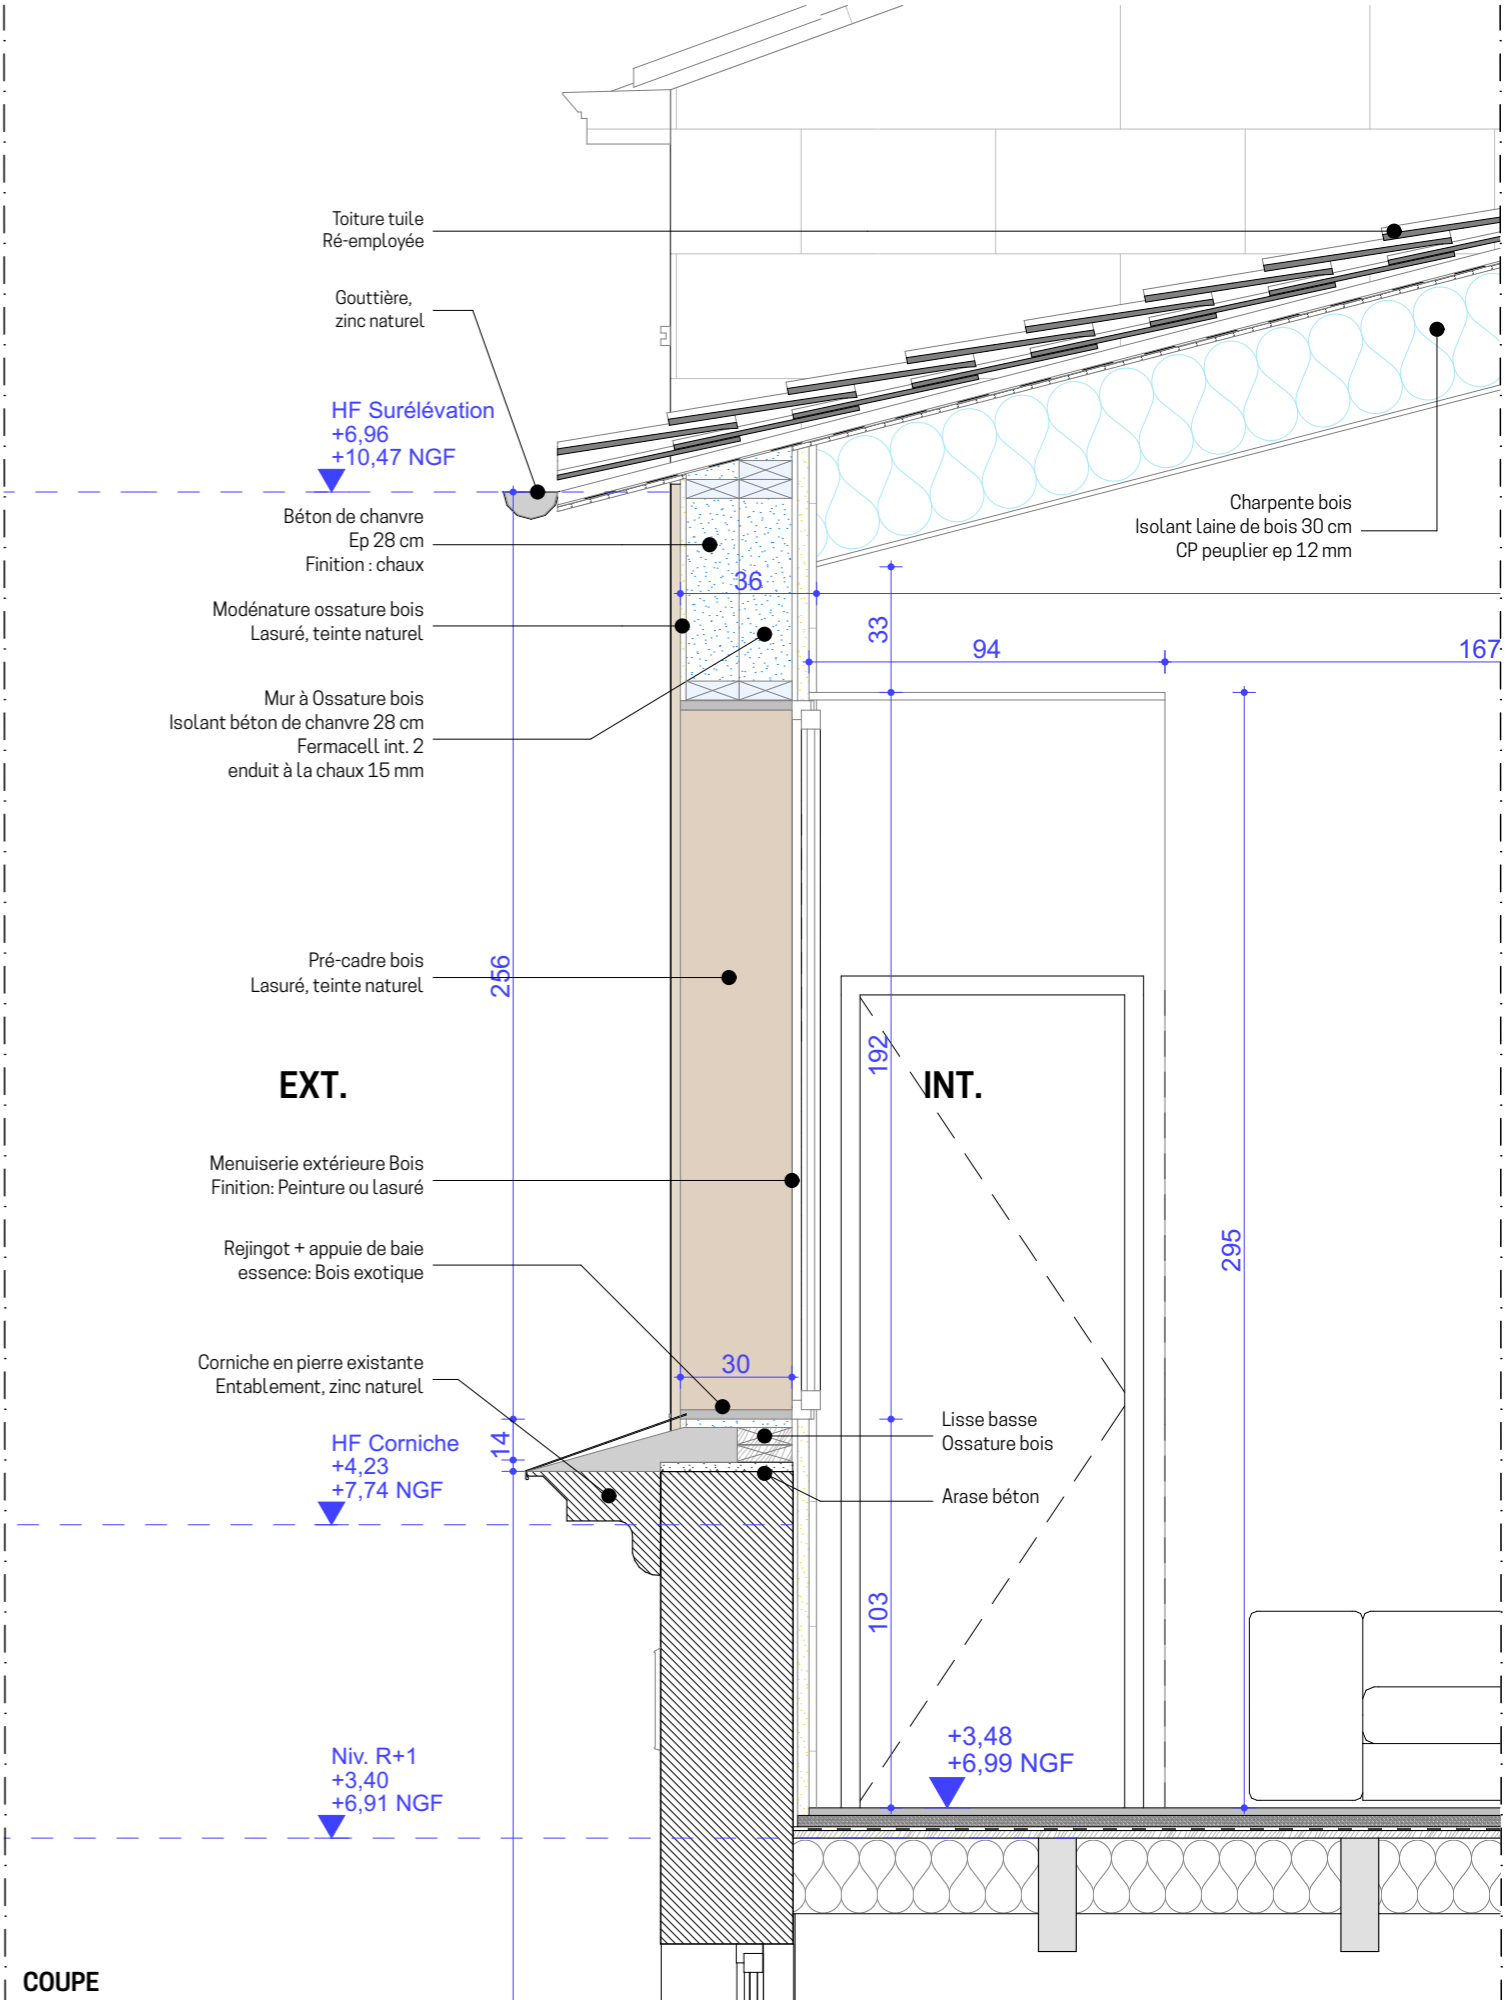 Toiture tuile
Ré-employée
Gouttière,
zinc naturel
HF Surélévation
+6,96
+10,47 NGF
Béton de chanvre
Ep 28 cm
Finition : chaux
Charpente bois
Isolant laine de bois 30 cm
CP peuplier ep 12 mm
36
Modénature ossature bois
Lasuré, teinte naturel
33
94
167
Mur à Ossature bois
Isolant béton de chanvre 28 cm
Fermacell int. 2
enduit à la chaux 15 mm
Pré-cadre bois
Lasuré, teinte naturel
256
192
EXT.
INT.
Menuiserie extérieure Bois
Finition: Peinture ou lasuré
Rejingot + appuie de baie
essence: Bois exotique
295
Corniche en pierre existante
Entablement, zinc naturel
30
14
HF Corniche
+4,23
+7,74 NGF
Lisse basse
Ossature bois
Arase béton
103
Niv. R+1
+3,40
+6,91 NGF
+3,48
+6,99 NGF
COUPE